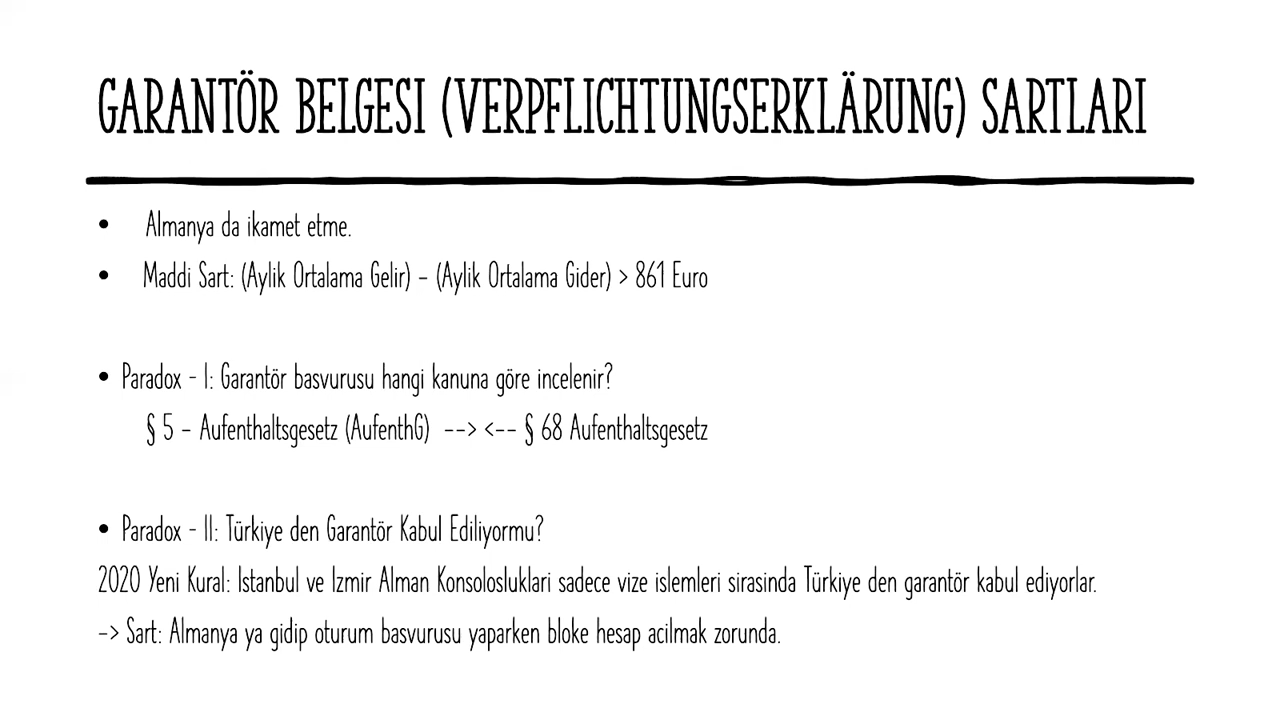 GARANTÖR BELGESI (VERPFLICHTUNGSERKLÄRUNG) SARTLARI
• Almanya da ikamet etme.
• Maddi Sart: (Aylik Ortalama Gelir) – (Aylik Ortalama Gider) > 861 Euro
• Paradox - I: Garantör basvurusu hangi kanuna göre incelenir?
§ 5 – Aufenthaltsgesetz (AufenthG) --> <-- § 68 Aufenthaltsgesetz
• Paradox - II: Türkiye den Garantör Kabul Ediliyormu?
2020 Yeni Kural: Istanbul ve Izmir Alman Konsolosluklari sadece vize islemleri sirasinda Türkiye den garantör kabul ediyorlar.
–> Sart: Almanya ya gidip oturum basvurusu yaparken bloke hesap acilmak zorunda.